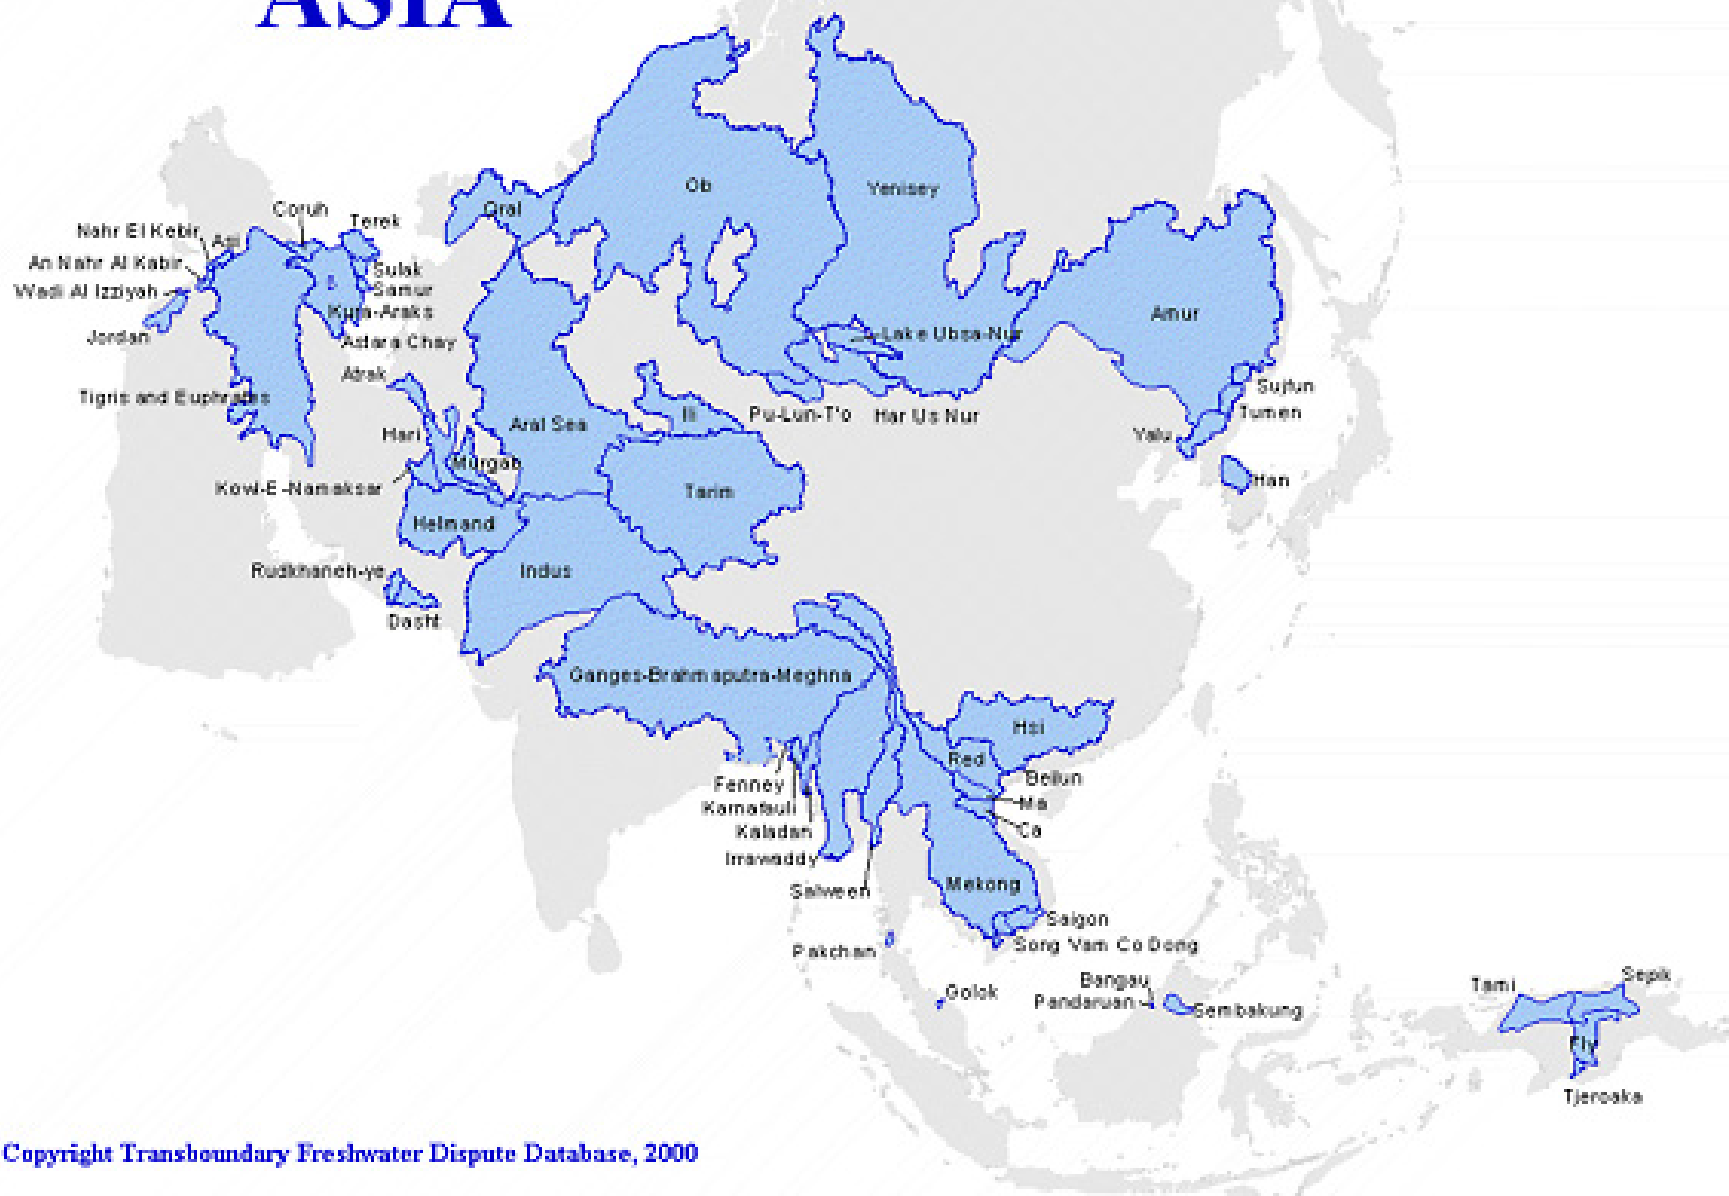 ASIA
Ob
Yenisey
Oral
Coruh
Terek
Nahr El Kebir
Asi
An Nahr Al Kabir
Sulak
Wadi Al Izziyah
Samur
Kura-Araks
Amur
Jordan
Astara Chay
Lake Ubsa-Nur
Atrak
Tigris and Euphrates
Aral Sea
Ili
Pu-Lun-T'o
Har Us Nur
Sujfun
Tumen
Hari
Yalu
Murgab
Kowl-E-Namaksar
Tarim
Han
Helmand
Rudkhaneh-ye
Indus
Dasht
Ganges-Brahmaputra-Meghna
Hsi
Red
Fenney
Beilun
Karnafauli
Ma
Kaladan
Ca
Irrawaddy
Salween
Mekong
Saigon
Pakchan
Song Vam Co Dong
Golok
Bangau
Pandaruan
Sembakung
Tami
Sepik
Fly
Tjeroaka
Copyright Transboundary Freshwater Dispute Database, 2000